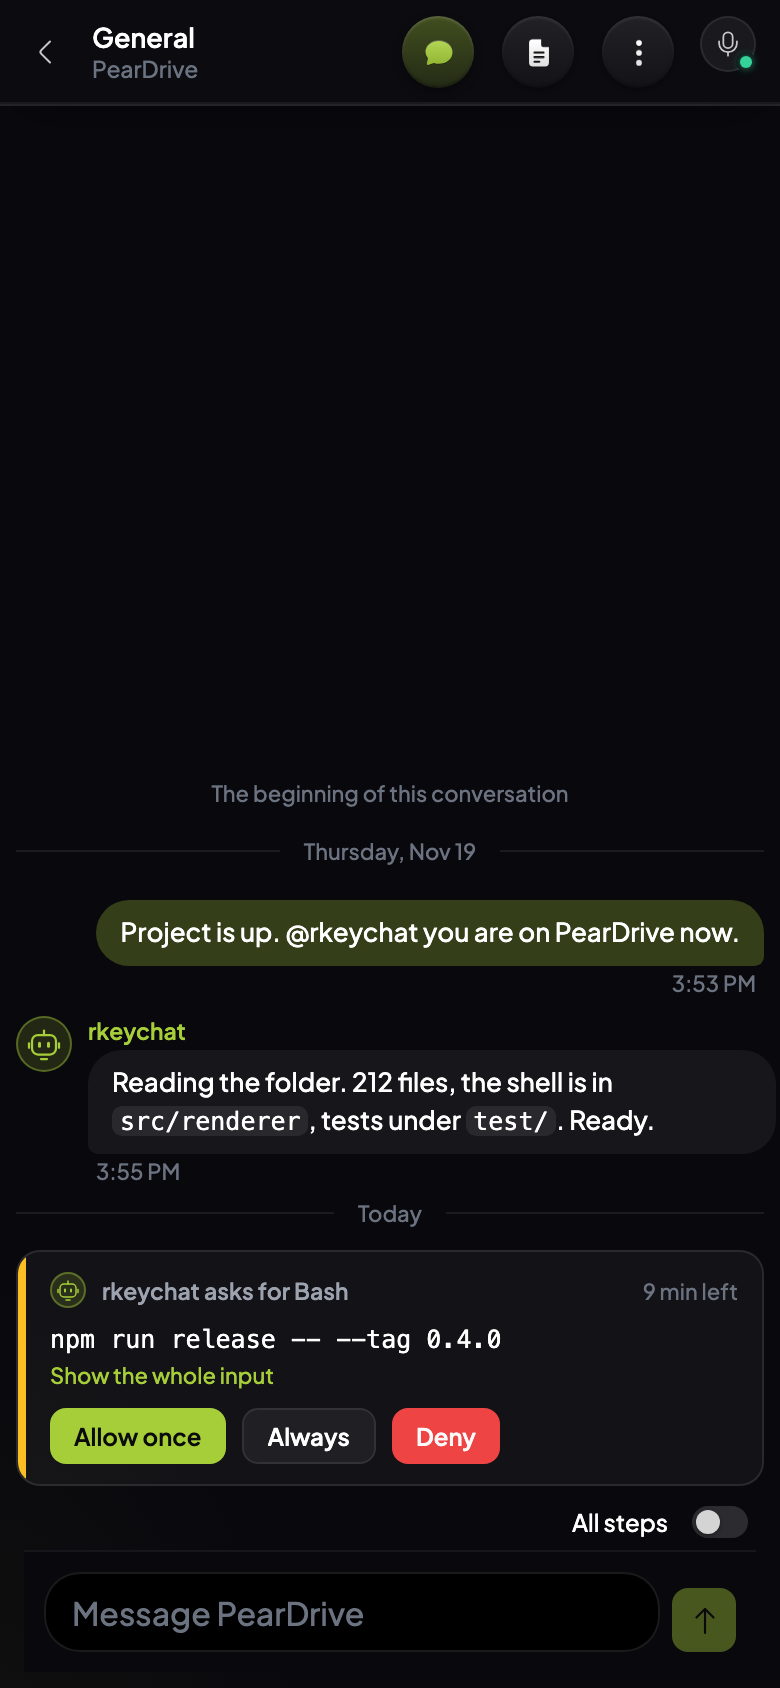 General
PearDrive
The beginning of this conversation
Thursday, Nov 19
Project is up. @rkeychat you are on PearDrive now.
3:53 PM
rkeychat
Reading the folder. 212 files, the shell is in
src/renderer, tests under test/. Ready.
3:55 PM
Today
rkeychat asks for Bash
9 min left
npm run release -- --tag 0.4.0
Show the whole input
Allow once
Always
Deny
All steps
Message PearDrive